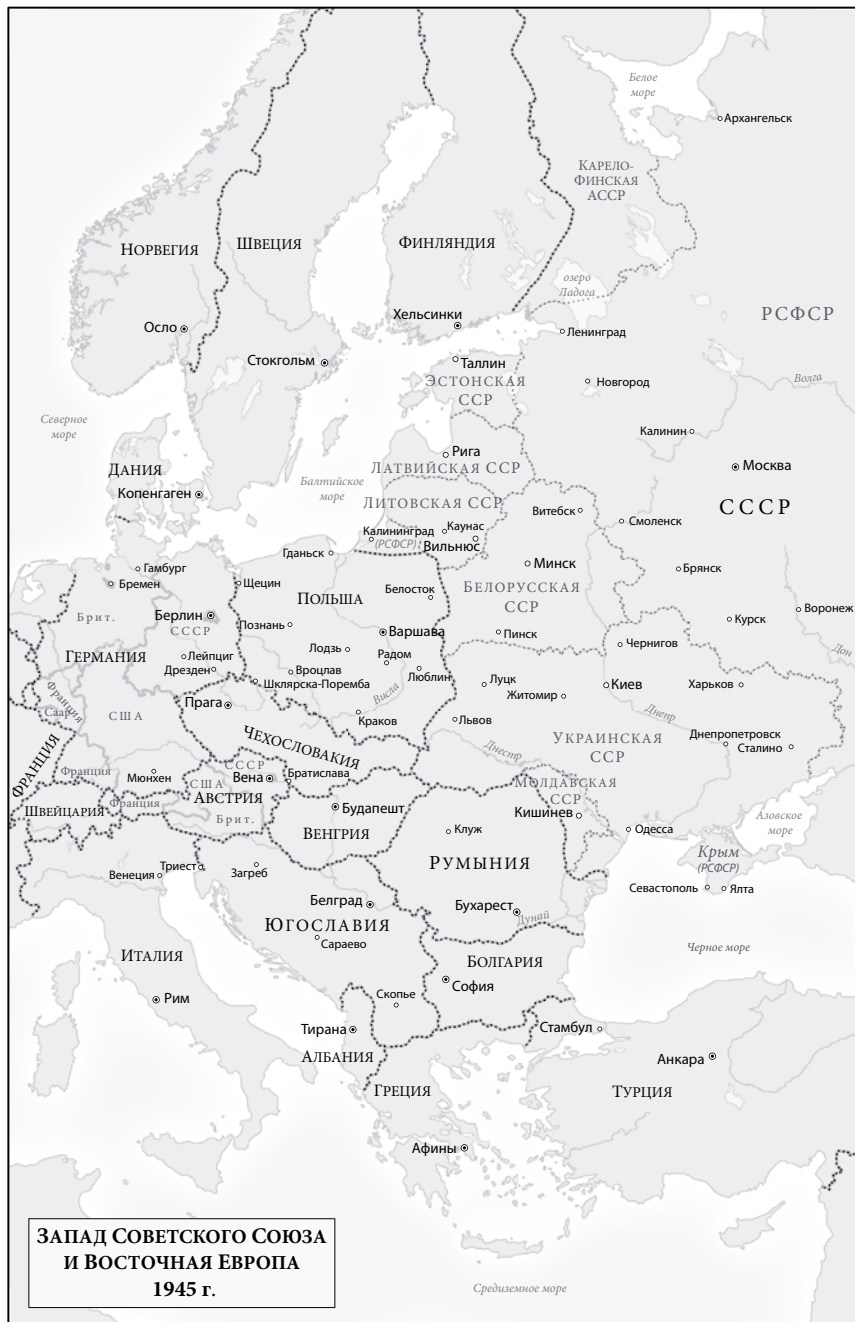 Белое
море
Архангельск
Карело-
Финская
АССР
Норвегия
Швеция
Финляндия
озеро
Ладога
РСФСР
Осло
Хельсинки
Ленинград
Стокгольм
Таллин
Эстонская
ССР
Новгород
Волга
Северное
море
Калинин
Рига
Латвийская ССР
Москва
Дания
Копенгаген
Балтийское
море
Литовская ССР
СССР
Витебск
Смоленск
Калининград
(РСФСР)
Каунас
Вильнюс
Гданьск
Минск
Гамбург
Бремен
Щецин
Польша
Белосток
Белорусская
ССР
Брянск
Воронеж
Брит.
Берлин
СССР
Познань
Варшава
Пинск
Курск
Чернигов
Дон
Германия
Лейпциг
Дрезден
Лодзь
Радом
Вроцлав
Люблин
Шклярска-Поремба
Висла
Луцк
Житомир
Киев
Харьков
Франция
Саар
США
Прага
Краков
Львов
Днепр
Днепропетровск
Сталино
Чехословакия
Днестр
Украинская
ССР
Франция
Франция
Мюнхен
СССР
США
Вена
Братислава
Австрия
Молдавская
ССР
Швейцария
Франция
Брит.
Будапешт
Венгрия
Кишинев
Клуж
Одесса
Азовское
море
Румыния
Крым
(РСФСР)
Венеция
Триест
Загреб
Севастополь
Ялта
Белград
Бухарест
Дунай
Югославия
Сараево
Черное море
Италия
Болгария
София
Рим
Скопье
Тирана
Стамбул
Албания
Анкара
Греция
Турция
Афины
Запад Советского Союза
и Восточная Европа
1945 г.
Средиземное море